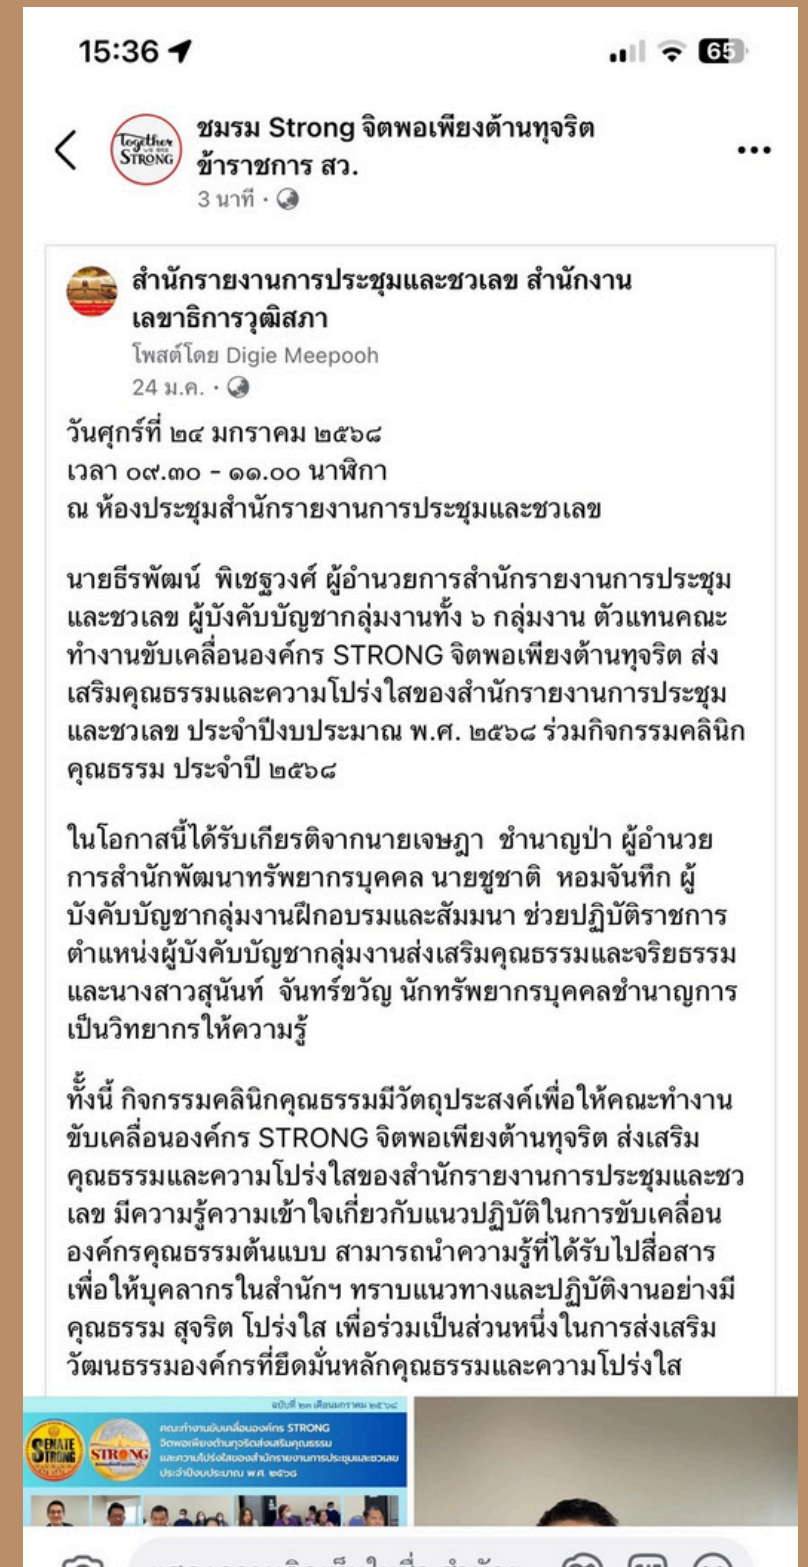 15:36
65
Together
WE ARE
STRONG
ชมรม Strong จิตพอเพียงต้านทุจริต
ข้าราชการ สว.
3 นาที ·
สำนักรายงานการประชุมและชวเลข สำนักงาน
เลขาธิการวุฒิสภา
โพสต์โดย Digie Meepooh
24 ม.ค. ·
วันศุกร์ที่ ๒๔ มกราคม ๒๕๖๘
เวลา ๐๙.๓๐ - ๑๑.๐๐ นาฬิกา
ณ ห้องประชุมสำนักรายงานการประชุมและชวเลข
นายธีรพัฒน์ พิเชฐวงศ์ ผู้อำนวยการสำนักรายงานการประชุม
และชวเลข ผู้บังคับบัญชากลุ่มงานทั้ง ๖ กลุ่มงาน ตัวแทนคณะ
ทำงานขับเคลื่อนองค์กร STRONG จิตพอเพียงต้านทุจริต ส่ง
เสริมคุณธรรมและความโปร่งใสของสำนักรายงานการประชุม
และชวเลข ประจำปีงบประมาณ พ.ศ. ๒๕๖๘ ร่วมกิจกรรมคลินิก
คุณธรรม ประจำปี ๒๕๖๘
ในโอกาสนี้ได้รับเกียรติจากนายเจษฎา ชำนาญป่า ผู้อำนวย
การสำนักพัฒนาทรัพยากรบุคคล นายชูชาติ หอมจันทึก ผู้
บังคับบัญชากลุ่มงานฝึกอบรมและสัมมนา ช่วยปฏิบัติราชการ
ตำแหน่งผู้บังคับบัญชากลุ่มงานส่งเสริมคุณธรรมและจริยธรรม
และนางสาวสุนันท์ จันทร์ขวัญ นักทรัพยากรบุคคลชำนาญการ
เป็นวิทยากรให้ความรู้
ทั้งนี้ กิจกรรมคลินิกคุณธรรมมีวัตถุประสงค์เพื่อให้คณะทำงาน
ขับเคลื่อนองค์กร STRONG จิตพอเพียงต้านทุจริต ส่งเสริม
คุณธรรมและความโปร่งใสของสำนักรายงานการประชุมและชว
เลข มีความรู้ความเข้าใจเกี่ยวกับแนวปฏิบัติในการขับเคลื่อน
องค์กรคุณธรรมต้นแบบ สามารถนำความรู้ที่ได้รับไปสื่อสาร
เพื่อให้บุคลากรในสำนักฯ ทราบแนวทางและปฏิบัติงานอย่างมี
คุณธรรม สุจริต โปร่งใส เพื่อร่วมเป็นส่วนหนึ่งในการส่งเสริม
วัฒนธรรมองค์กรที่ยึดมั่นหลักคุณธรรมและความโปร่งใส
ฉบับที่ ๒๓ เดือนมกราคม ๒๕๖๘
SENATE
STRONG
STRONG
คณะทำงานขับเคลื่อนองค์กร STRONG
จิตพอเพียงต้านทุจริตส่งเสริมคุณธรรม
และความโปร่งใสของสำนักรายงานการประชุมและชวเลข
ประจำปีงบประมาณ พ.ศ. ๒๕๖๘